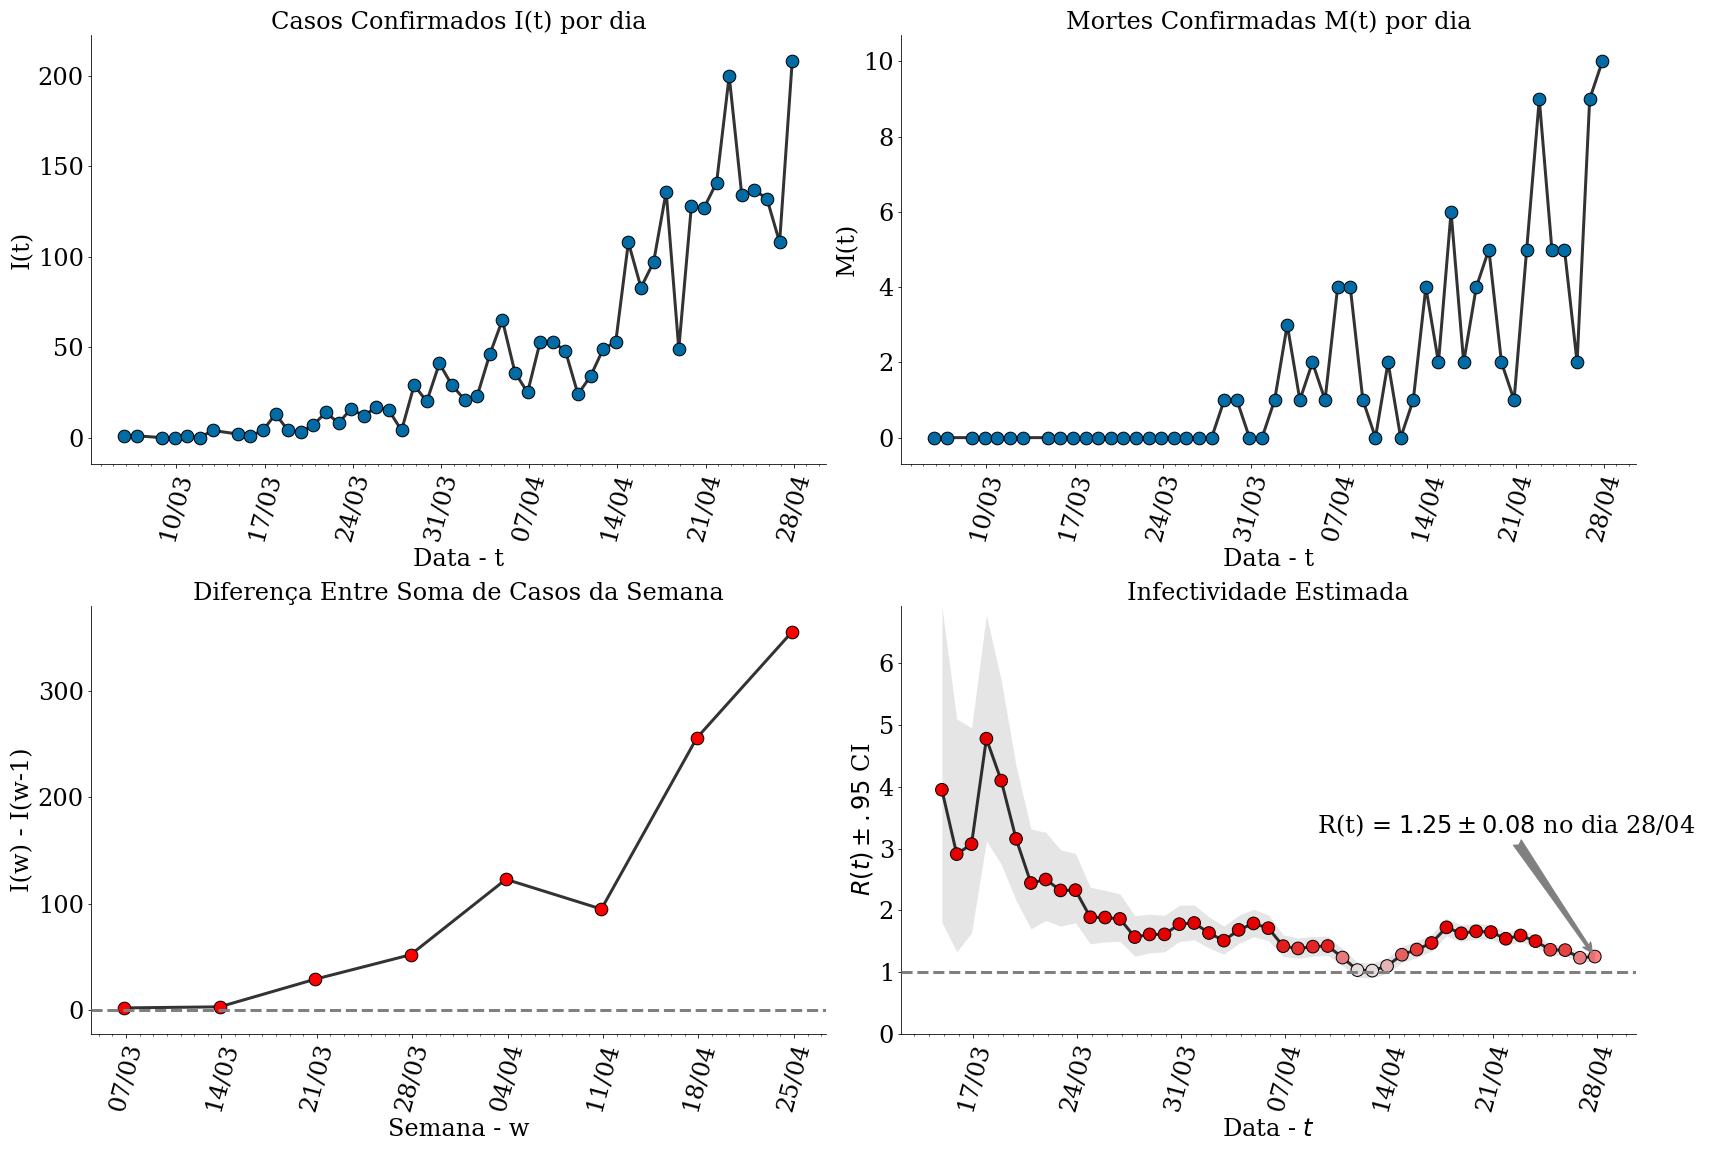 Casos Confirmados I(t) por dia
I(t)
200
150
100
50
0
10/03 17/03 24/03 31/03 07/04 14/04 21/04 28/04
Data - t
Mortes Confirmadas M(t) por dia
M(t)
10
8
6
4
2
0
10/03 17/03 24/03 31/03 07/04 14/04 21/04 28/04
Data - t
Diferença Entre Soma de Casos da Semana
I(w) - I(w-1)
300
200
100
0
07/03 14/03 21/03 28/03 04/04 11/04 18/04 25/04
Semana - w
Infectividade Estimada
R(t) ± .95 CI
6
5
4
3
2
1
0
R(t) = 1.25 ± 0.08 no dia 28/04
17/03 24/03 31/03 07/04 14/04 21/04 28/04
Data - t